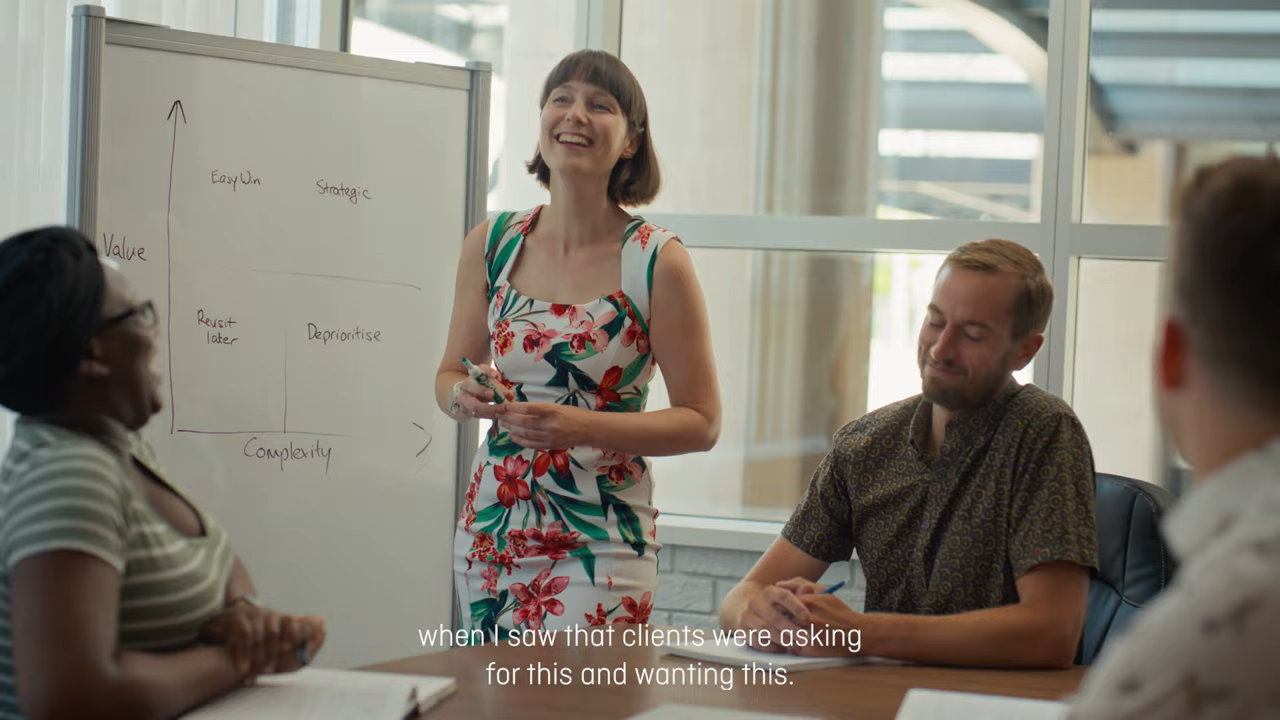 Easy Win
Strategic
Value
Revisit
later
Deprioritise
Complexity
when I saw that clients were asking
for this and wanting this.